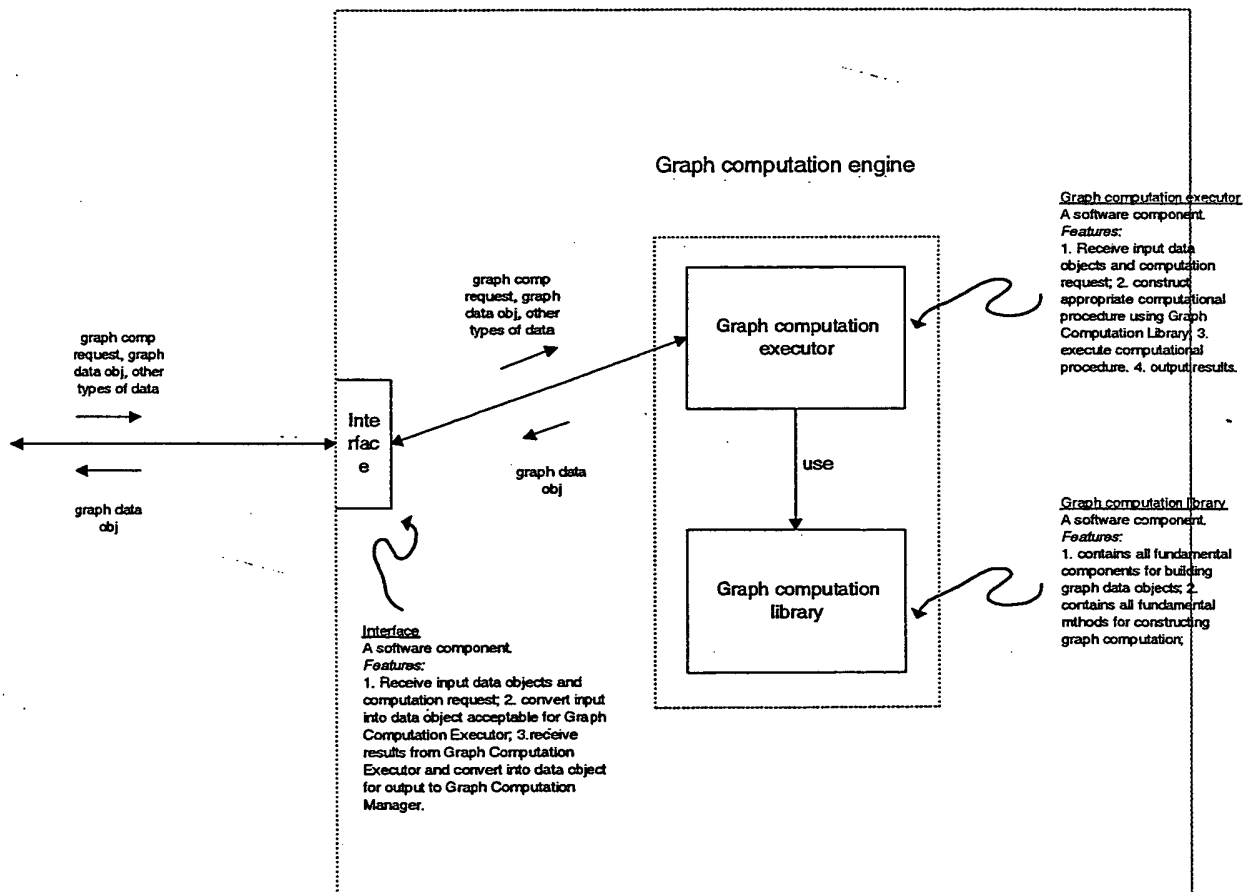 Graph computation engine
Graph computation executor
A software component.
Features:
1. Receive input data
objects and computation
request; 2. construct
appropriate computational
procedure using Graph
Computation Library; 3.
execute computational
procedure. 4. output results.
graph comp
request, graph
data obj, other
types of data
Graph computation
executor
graph comp
request, graph
data obj, other
types of data
Inte
rfac
e
graph data
obj
graph data
obj
use
Graph computation library
A software component.
Features:
1. contains all fundamental
components for building
graph data objects; 2.
contains all fundamental
mthods for constructing
graph computation;
Graph computation
library
Interface
A software component.
Features:
1. Receive input data objects and
computation request; 2. convert input
into data object acceptable for Graph
Computation Executor; 3.receive
results from Graph Computation
Executor and convert into data object
for output to Graph Computation
Manager.